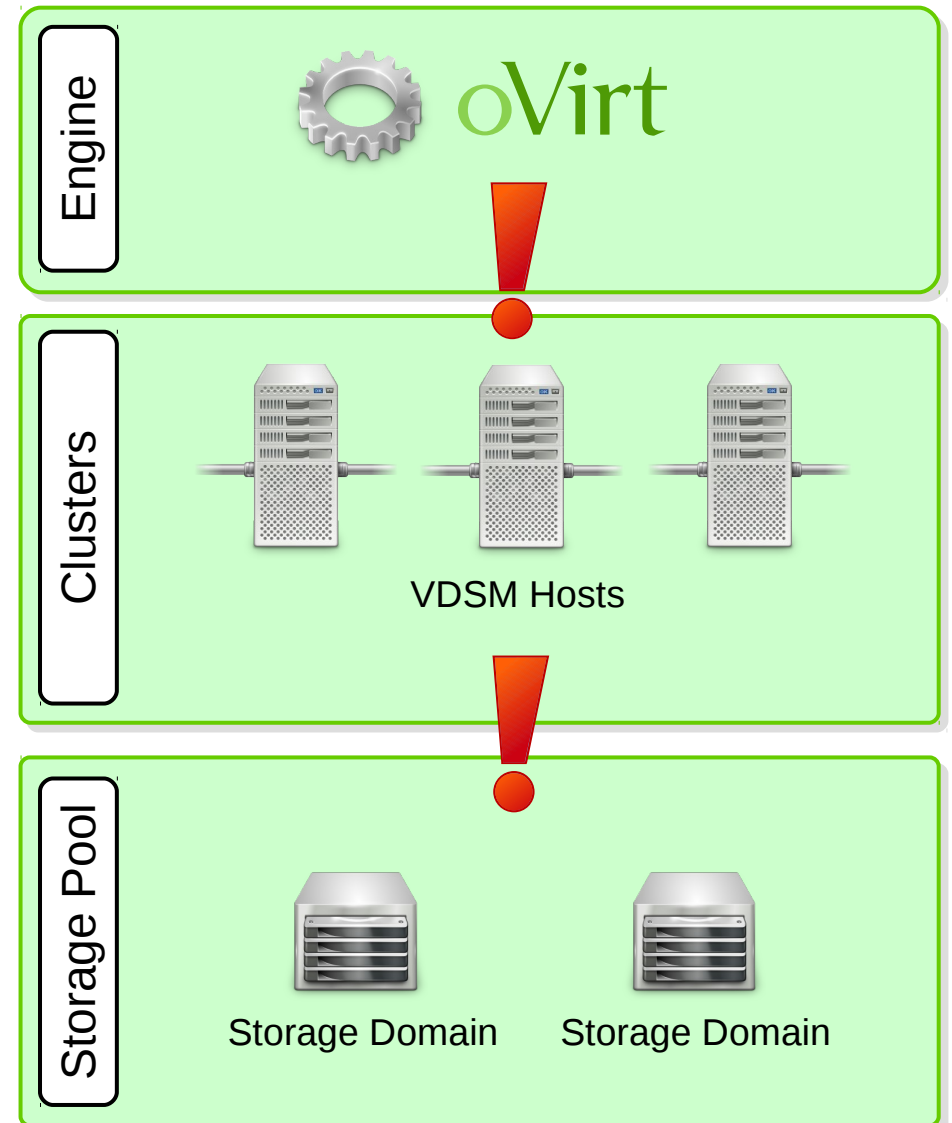 Engine
oVirt
Clusters
VDSM Hosts
Storage Pool
Storage Domain
Storage Domain